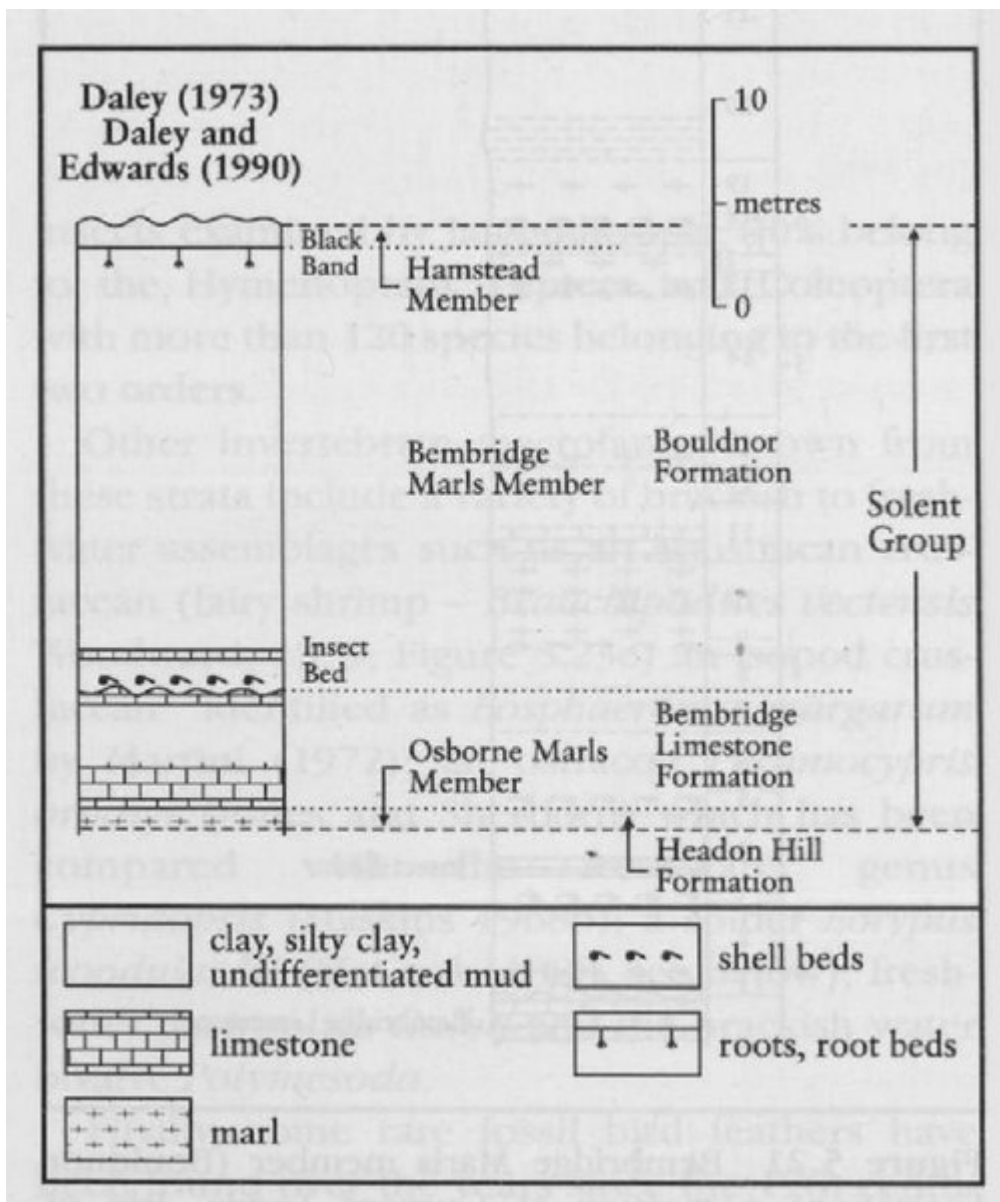 Daley (1973)
Daley and
Edwards (1990)
10
metres
0
Black
Band
Hamstead
Member
Bembridge
Marls Member
Bouldnor
Formation
Solent
Group
Insect
Bed
Osborne Marls
Member
Bembridge
Limestone
Formation
Headon Hill
Formation
clay, silty clay,
undifferentiated mud
limestone
marl
shell beds
roots, root beds